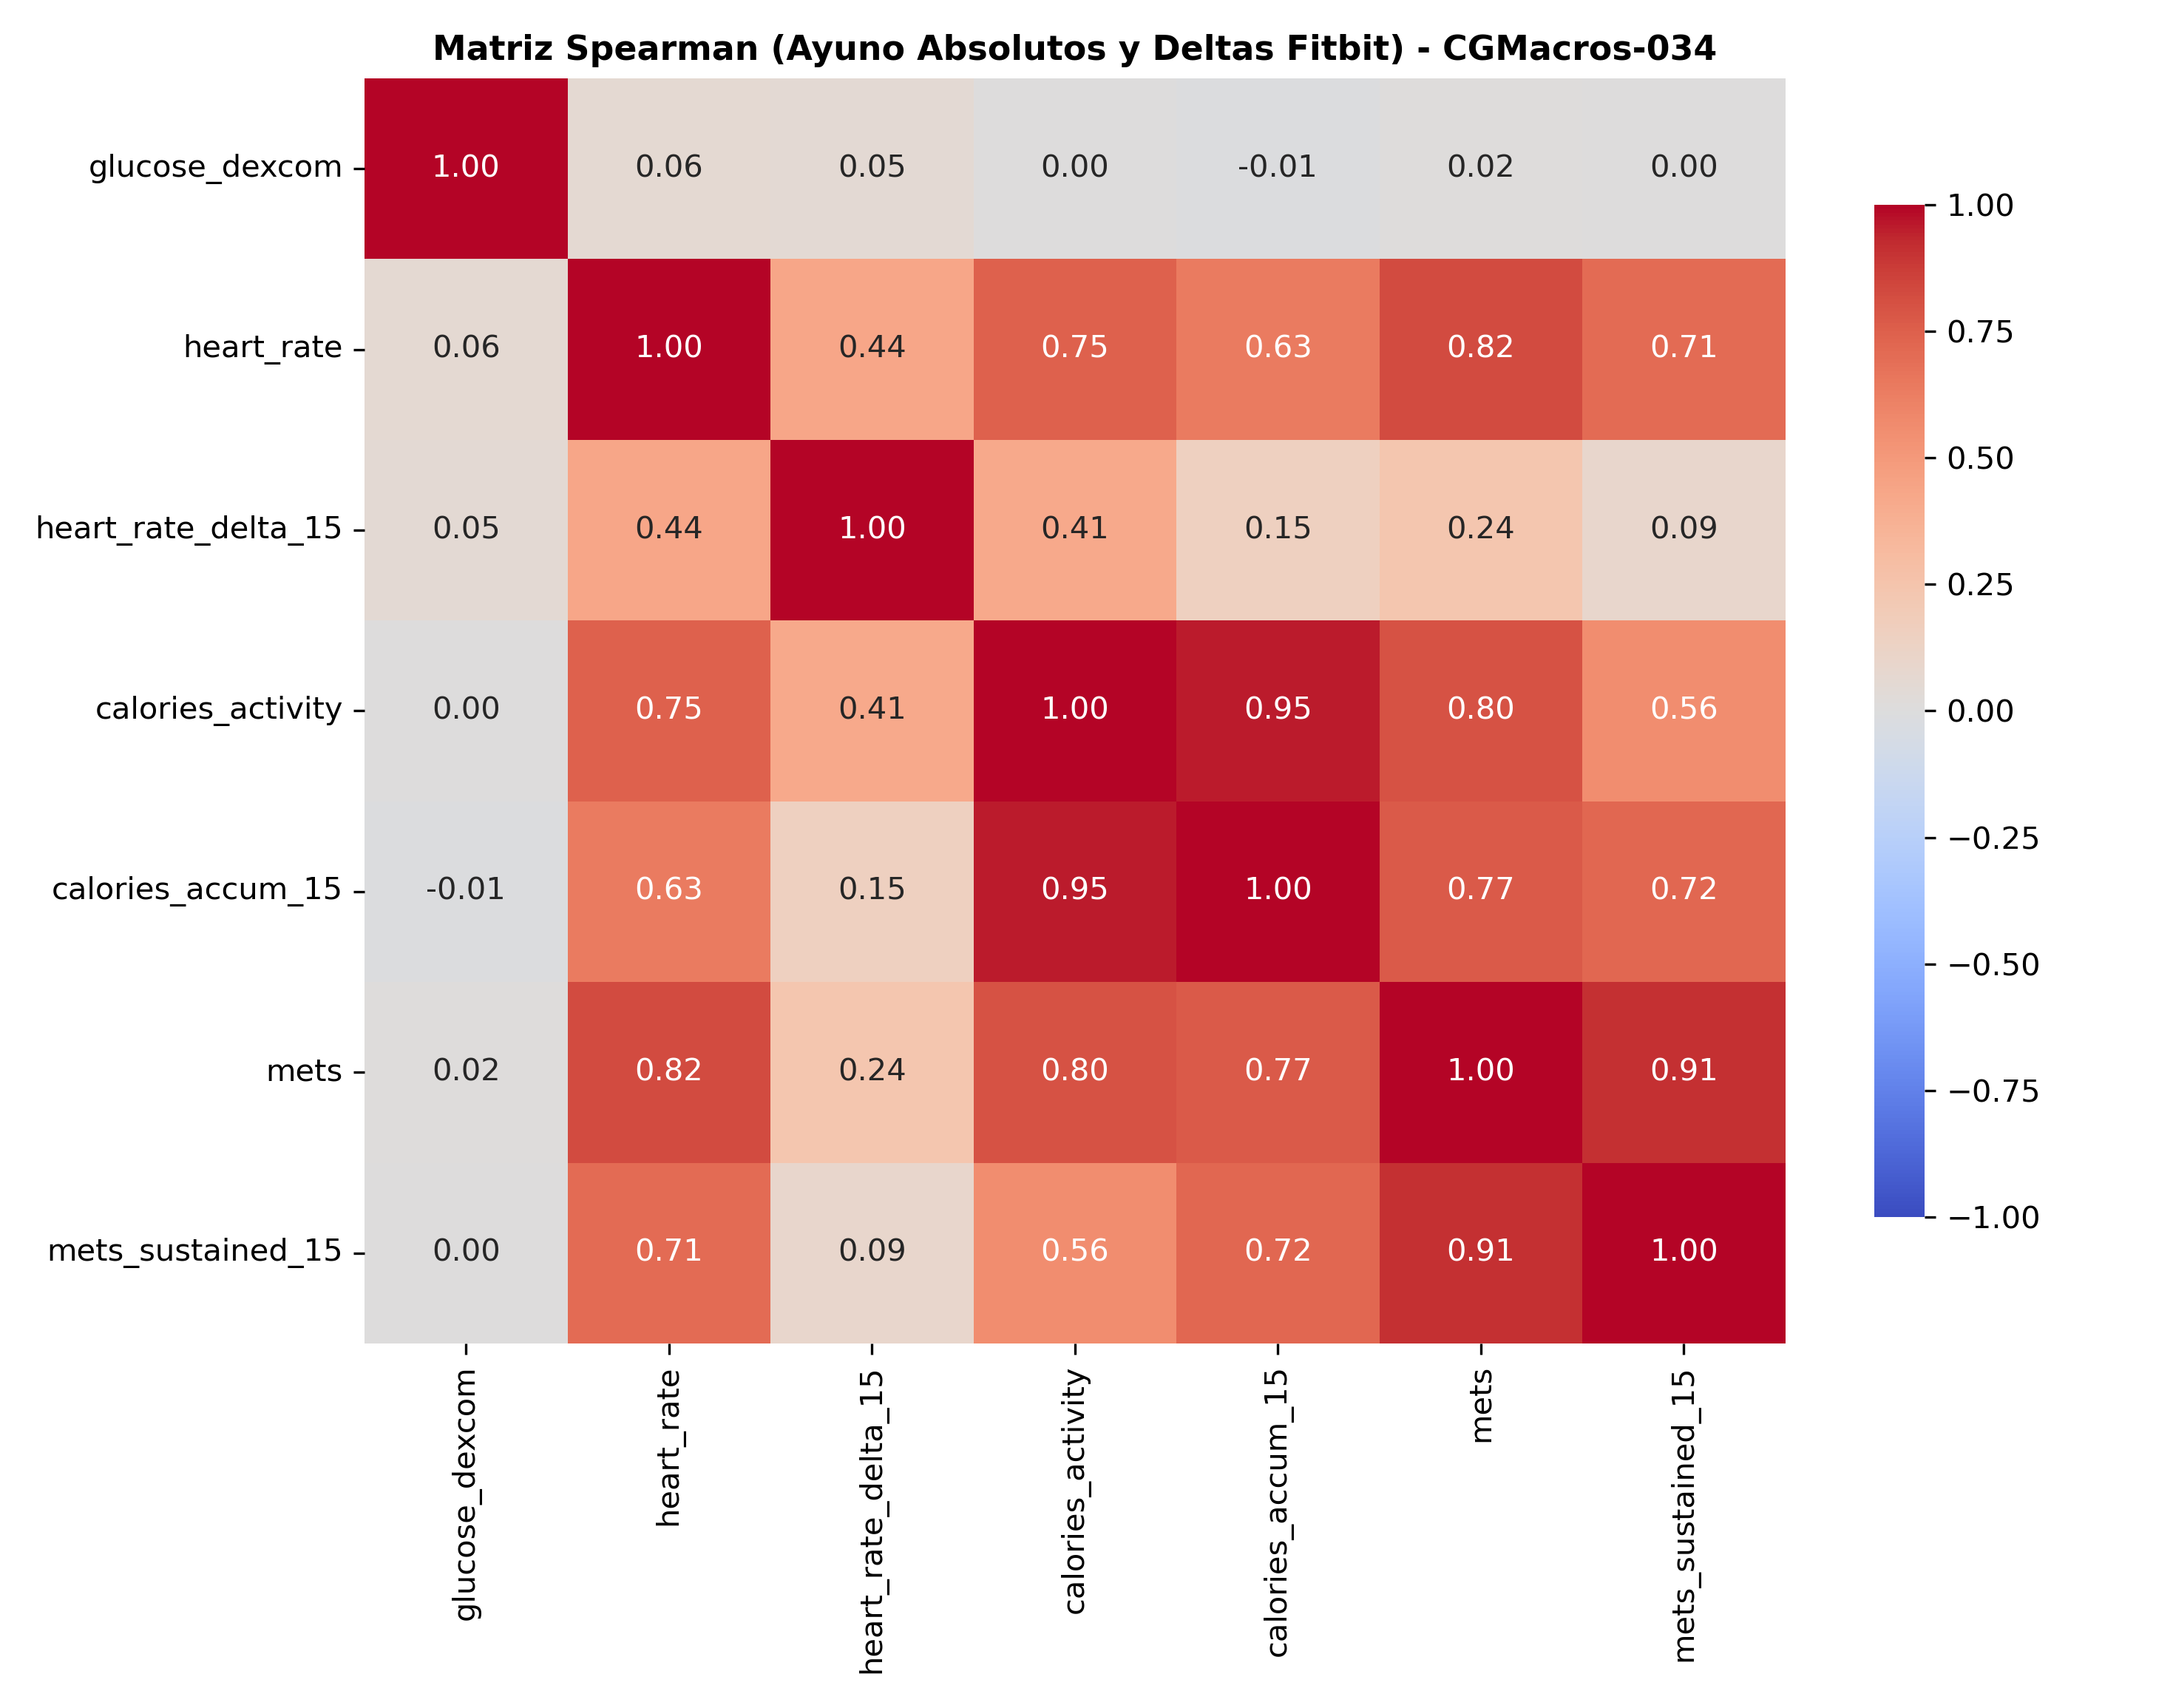 Matriz Spearman (Ayuno Absolutos y Deltas Fitbit) - CGMacros-034
glucose_dexcom 1.00 0.06 0.05 0.00 -0.01 0.02 0.00
heart_rate 0.06 1.00 0.44 0.75 0.63 0.82 0.71
heart_rate_delta_15 0.05 0.44 1.00 0.41 0.15 0.24 0.09
calories_activity 0.00 0.75 0.41 1.00 0.95 0.80 0.56
calories_accum_15 -0.01 0.63 0.15 0.95 1.00 0.77 0.72
mets 0.02 0.82 0.24 0.80 0.77 1.00 0.91
mets_sustained_15 0.00 0.71 0.09 0.56 0.72 0.91 1.00
glucose_dexcom
heart_rate
heart_rate_delta_15
calories_activity
calories_accum_15
mets
mets_sustained_15
1.00
0.75
0.50
0.25
0.00
−0.25
−0.50
−0.75
−1.00